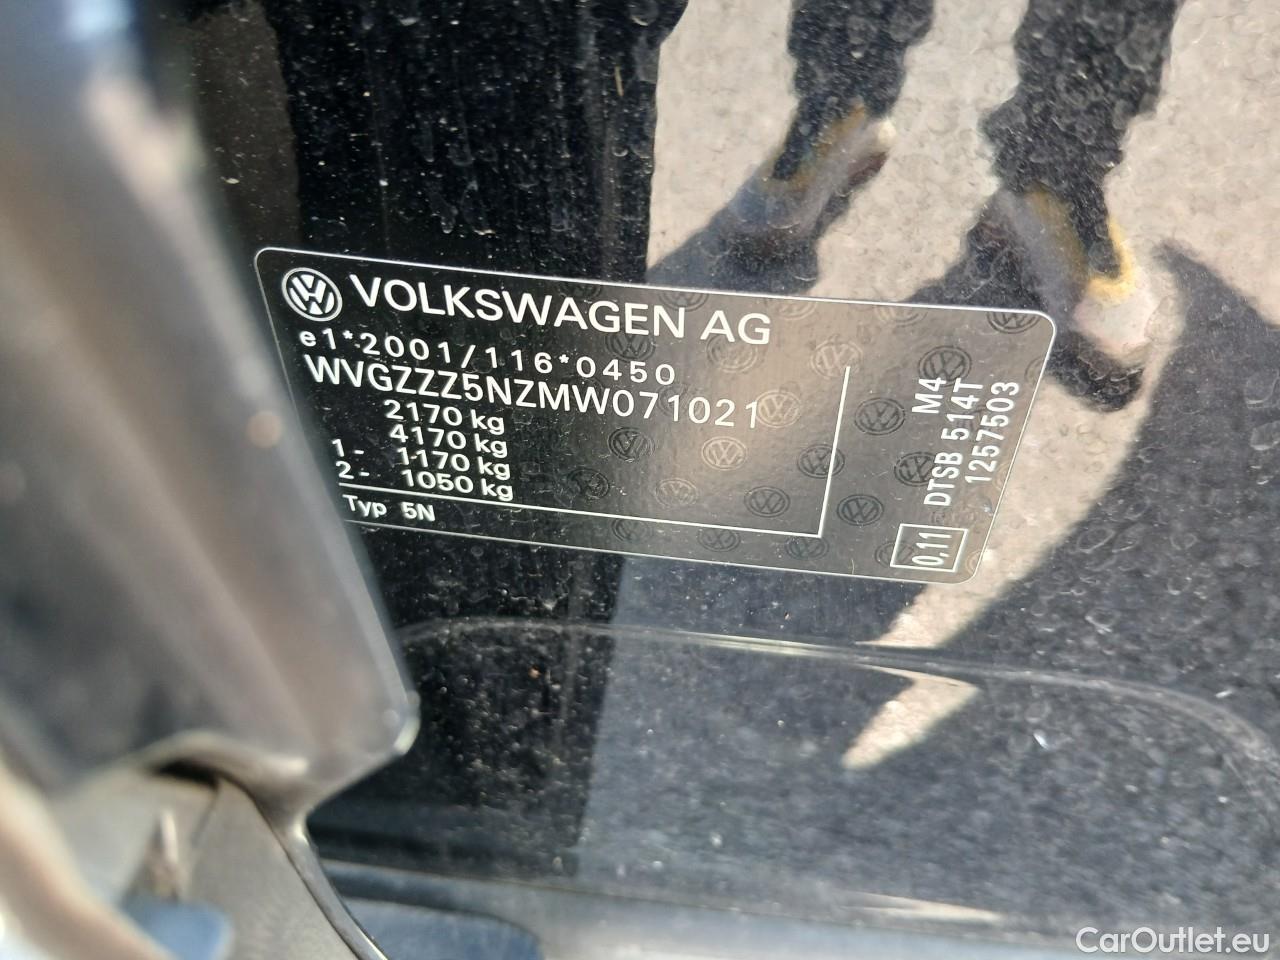 VOLKSWAGEN AG
e1*2001/116*0450
WVGZZZ5NZMW071021
2170 kg
4170 kg
1- 1170 kg
2- 1050 kg
Typ 5N
M4
DTSB 514T
1257503
0,11
CarOutlet.eu